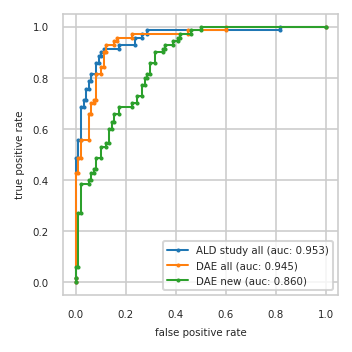 1.0
0.8
0.6
0.4
0.2
0.0
true positive rate
ALD study all (auc: 0.953)
DAE all (auc: 0.945)
DAE new (auc: 0.860)
0.0 0.2 0.4 0.6 0.8 1.0
false positive rate